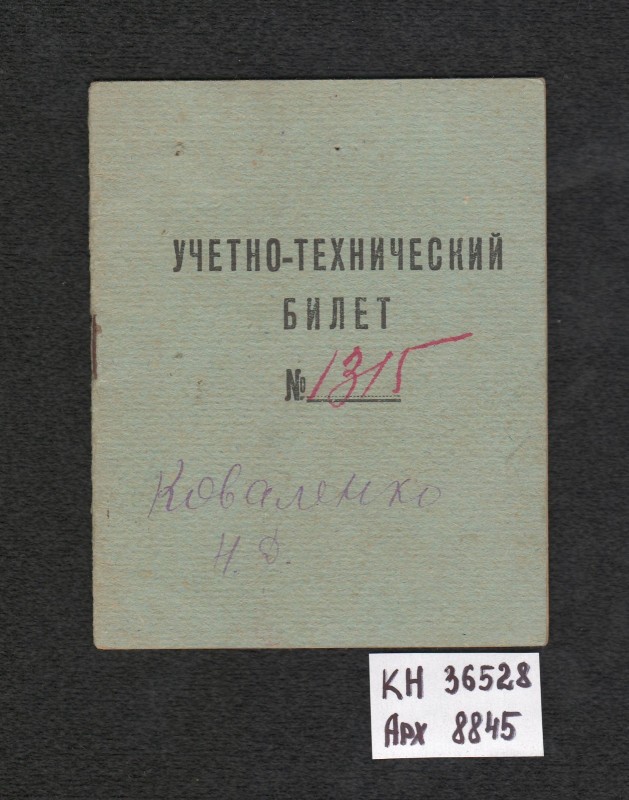 УЧЕТНО-ТЕХНИЧЕСКИЙ
БИЛЕТ
№ 1315
Коваленко
Н. Д.
КН 36528
Арх 8845